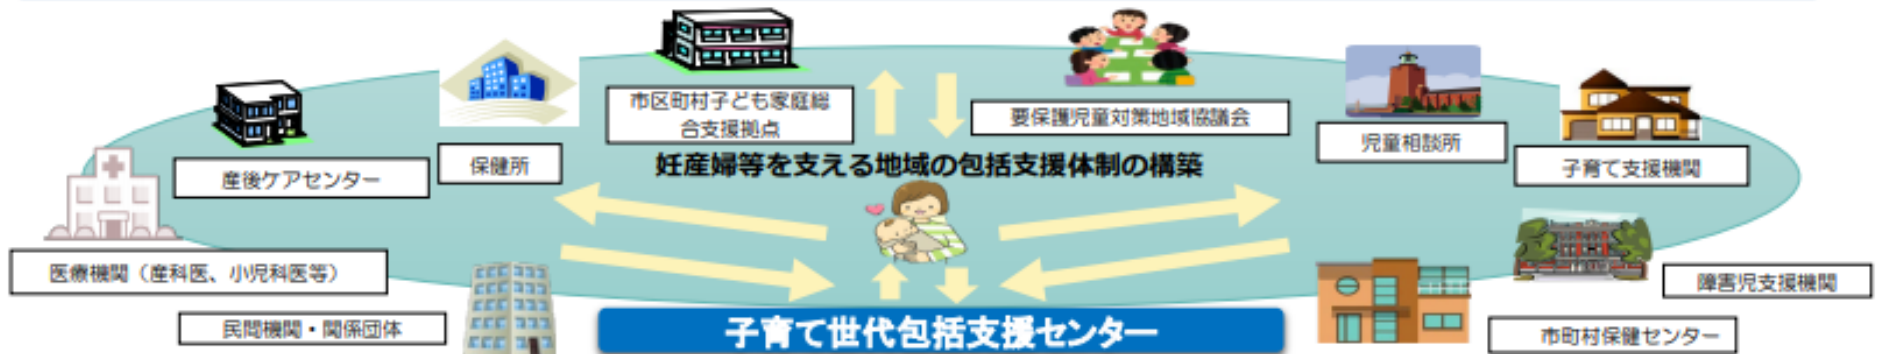 市区町村子ども家庭総
合支援拠点
要保護児童対策地域協議会
児童相談所
子育て支援機関
保健所
産後ケアセンター
妊産婦等を支える地域の包括支援体制の構築
医療機関（産科医、小児科医等）
障害児支援機関
民間機関・関係団体
子育て世代包括支援センター
市町村保健センター